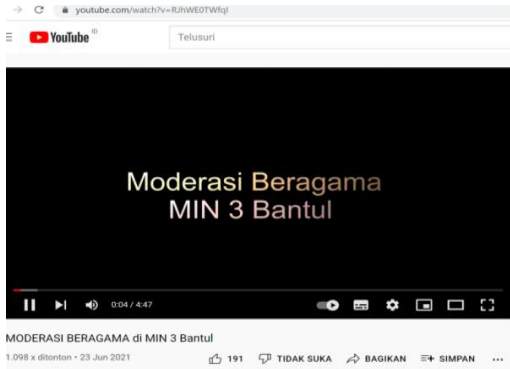 youtube.com/watch?v=RJhWE0TWfqI
YouTube ID
Telusuri
Moderasi Beragama
MIN 3 Bantul
0:04 / 4:47
MODERASI BERAGAMA di MIN 3 Bantul
1.098 x ditonton • 23 Jun 2021
191 TIDAK SUKA BAGIKAN SIMPAN